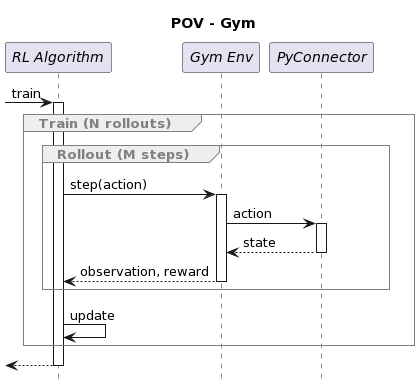 POV - Gym
RL Algorithm
Gym Env
PyConnector
train
Train (N rollouts)
Rollout (M steps)
step(action)
action
state
observation, reward
update